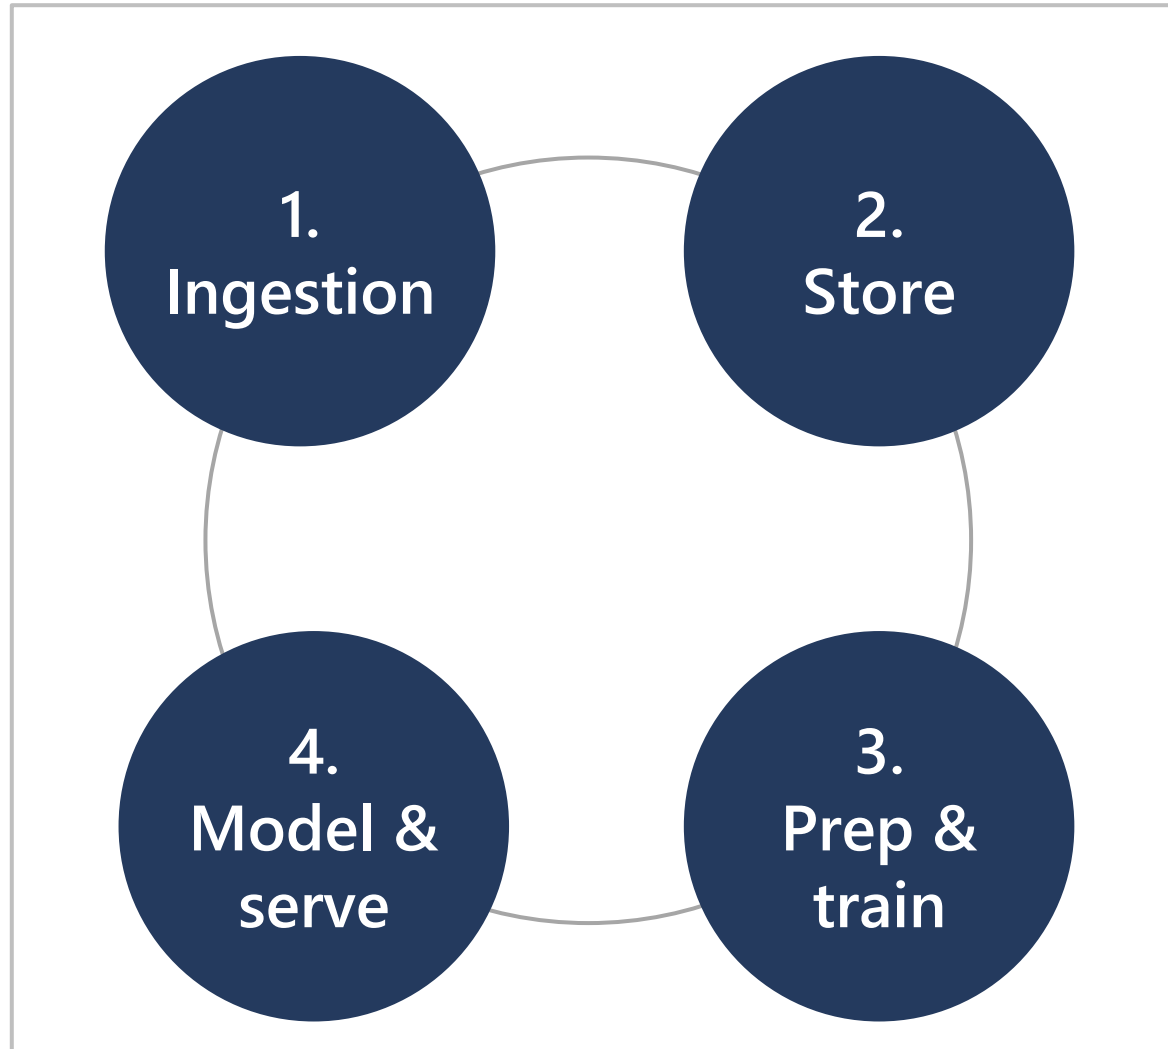 1.
Ingestion
2.
Store
3.
Prep &
train
4.
Model &
serve